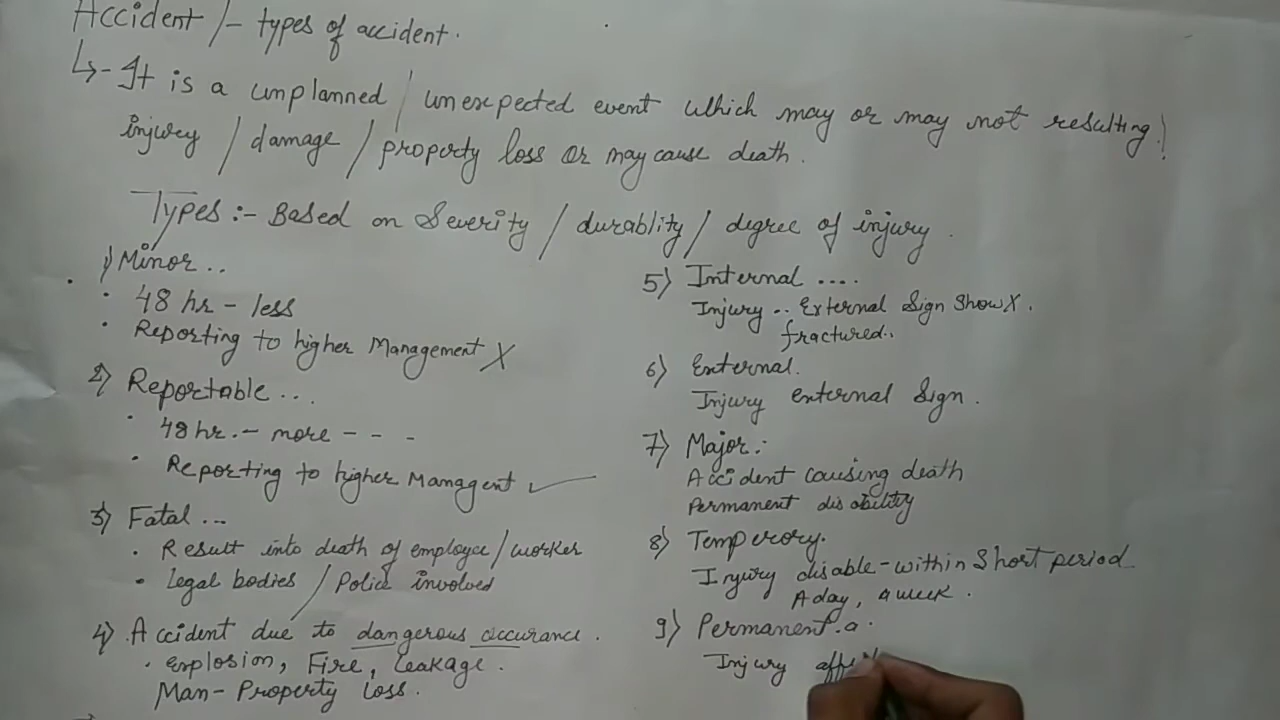 Accident /- types of accident.
↳- It is a unplanned / unexpected event which may or may not resulting /
injury / damage / property loss or may cause death.
Types :- Based on Severity / durablity / degree of injury.
1) Minor..
• 48 hr - less
• Reporting to higher Management X
2) Reportable...
• 48 hr. - more - - -
• Reporting to higher Managent ✓
3) Fatal...
• Result into death of employee / worker
• legal bodies / Police involved
4) Accident due to dangerous occurance.
• Explosion, Fire, Leakage.
Man - Property loss.
5) Internal ....
Injury .. External Sign Show X.
fractured..
6) External.
Injury external Sign.
7) Major :-
Accident causing death
Permanent disability
8) Temperory.
Injury disable - within Short period
A day, a week.
9) Permanent. a.
Injury